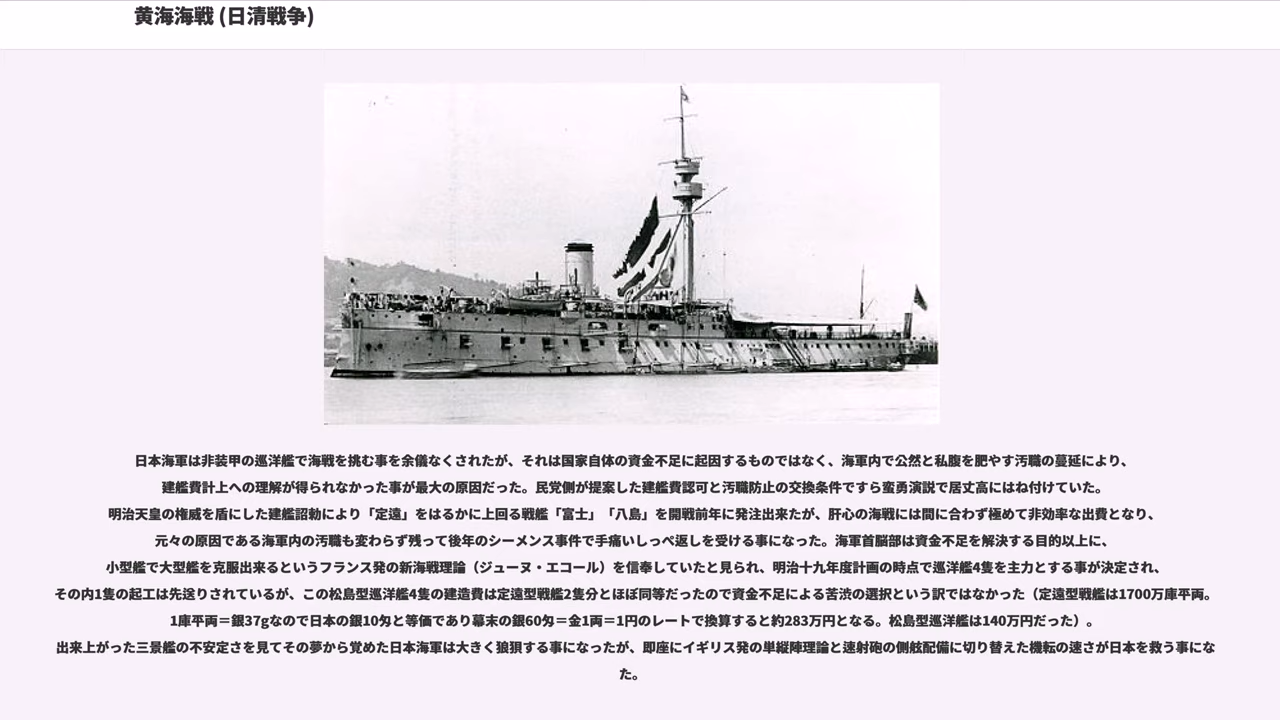 黄海海戦 (日清戦争)
日本海軍は非装甲の巡洋艦で海戦を挑む事を余儀なくされたが、それは国家自体の資金不足に起因するものではなく、海軍内で公然と私腹を肥やす汚職の蔓延により、
建艦費計上への理解が得られなかった事が最大の原因だった。民党側が提案した建艦費認可と汚職防止の交換条件ですら蛮勇演説で居丈高にはね付けていた。
明治天皇の権威を盾にした建艦詔勅により「定遠」をはるかに上回る戦艦「富士」「八島」を開戦前年に発注出来たが、肝心の海戦には間に合わず極めて非効率な出費となり、
元々の原因である海軍内の汚職も変わらず残って後年のシーメンス事件で手痛いしっぺ返しを受ける事になった。海軍首脳部は資金不足を解決する目的以上に、
小型艦で大型艦を克服出来るというフランス発の新海戦理論（ジューヌ・エコール）を信奉していたと見られ、明治十九年度計画の時点で巡洋艦4隻を主力とする事が決定され、
その内1隻の起工は先送りされているが、この松島型巡洋艦4隻の建造費は定遠型戦艦2隻分とほぼ同等だったので資金不足による苦渋の選択という訳ではなかった（定遠型戦艦は1700万庫平両。
1庫平両＝銀37gなので日本の銀10匁と等価であり幕末の銀60匁＝金1両＝1円のレートで換算すると約283万円となる。松島型巡洋艦は140万円だった）。
出来上がった三景艦の不安定さを見てその夢から覚めた日本海軍は大きく狼狽する事になったが、即座にイギリス発の単縦陣理論と速射砲の側舷配備に切り替えた機転の速さが日本を救う事にな
た。